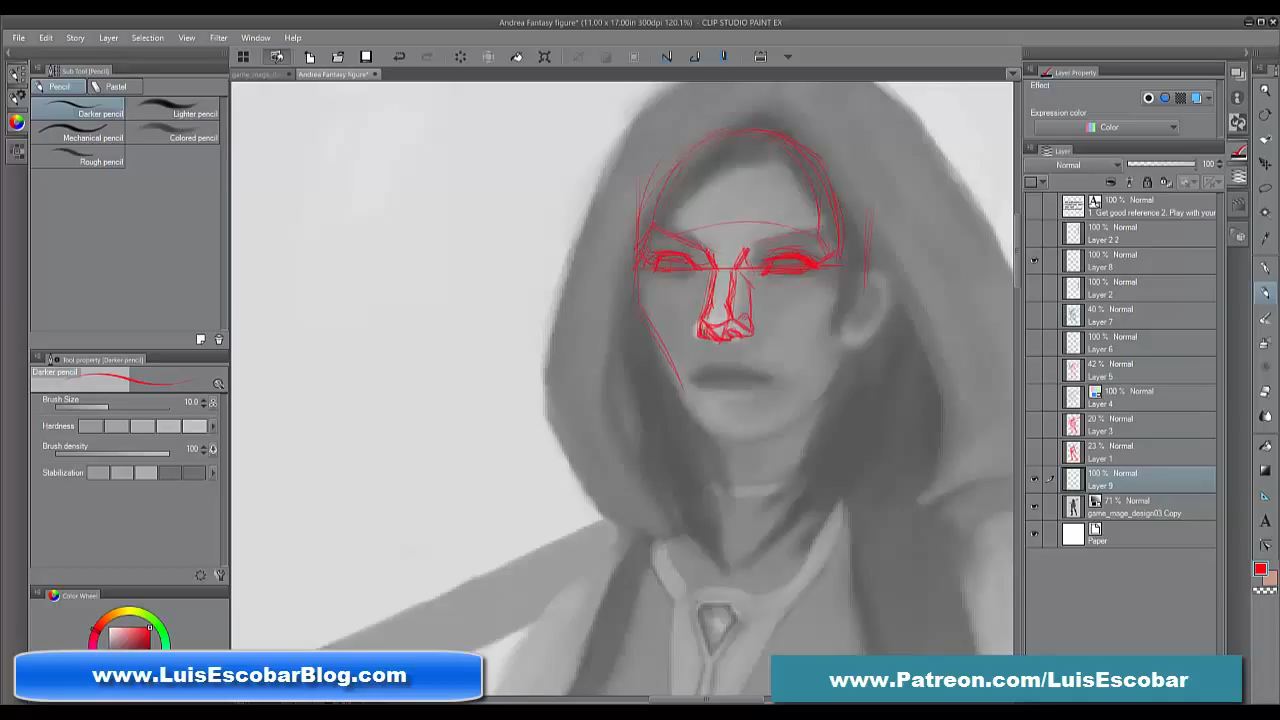 Andrea Fantasy figure* (11.00 x 17.00in 300dpi 120.1%) - CLIP STUDIO PAINT EX
File Edit Story Layer Selection View Filter Window Help
Sub Tool [Pencil]
Andrea Fantasy figure*
Pencil Pastel
Darker pencil Lighter pencil
Mechanical pencil Colored pencil
Rough pencil
Tool property [Darker pencil]
Darker pencil
Brush Size 10.0
Hardness
Brush density 100
Stabilization
Color Wheel
Layer Property
Effect
Expression color
Color
Layer
Normal 100
100 % Normal
1. Get good reference 2. Play with your
100 % Normal
Layer 2 2
100 % Normal
Layer 8
100 % Normal
Layer 2
40 % Normal
Layer 7
100 % Normal
Layer 6
42 % Normal
Layer 5
100 % Normal
Layer 4
20 % Normal
Layer 3
23 % Normal
Layer 1
100 % Normal
Layer 9
71 % Normal
game_mage_design03 Copy
Paper
www.LuisEscobarBlog.com
www.Patreon.com/LuisEscobar